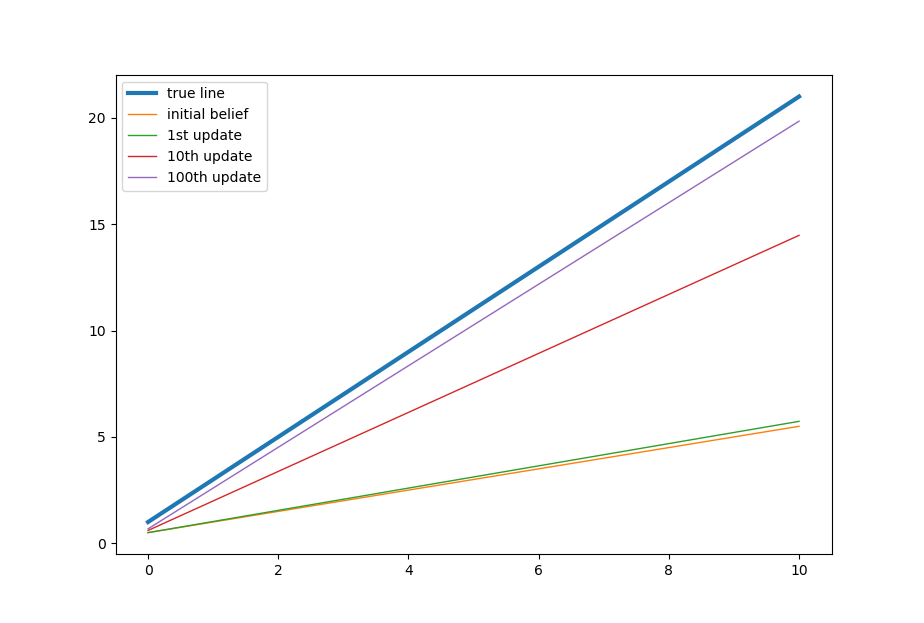 true line
initial belief
1st update
10th update
100th update
20
15
10
5
0
0 2 4 6 8 10